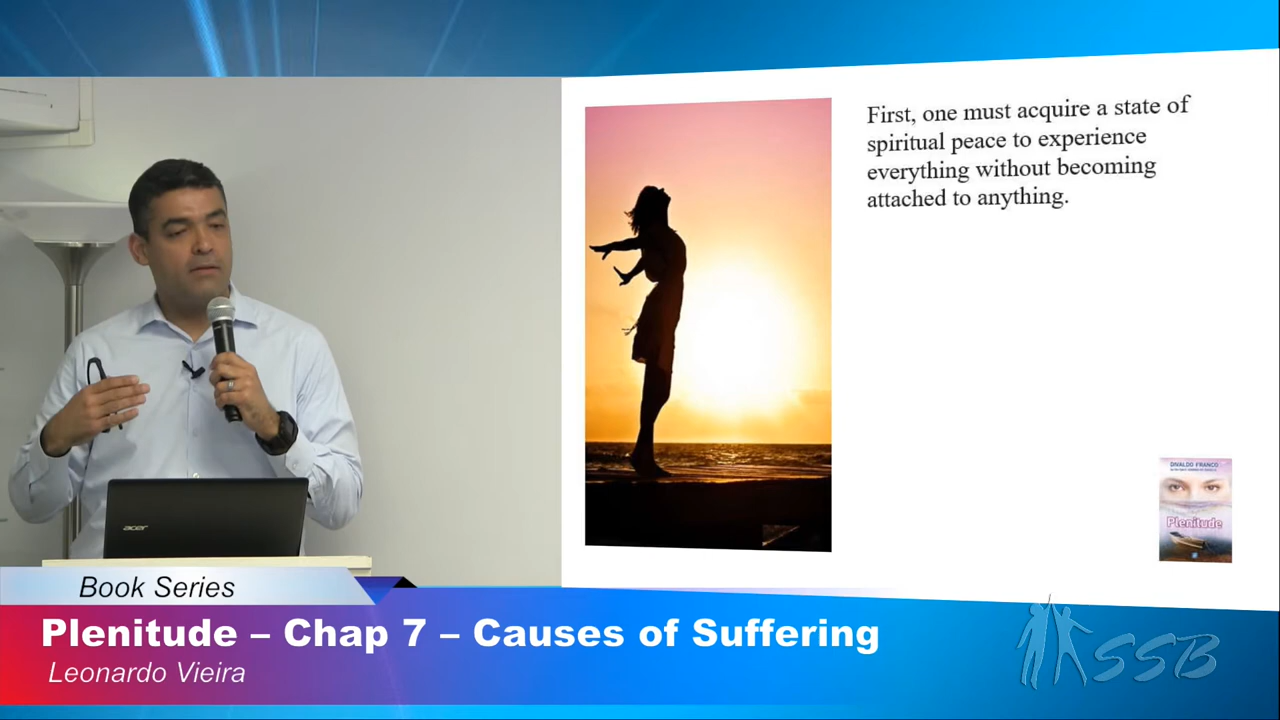 First, one must acquire a state of
spiritual peace to experience
everything without becoming
attached to anything.
DIVALDO FRANCO
Plenitude
acer
Book Series
Plenitude – Chap 7 – Causes of Suffering
Leonardo Vieira
SSB